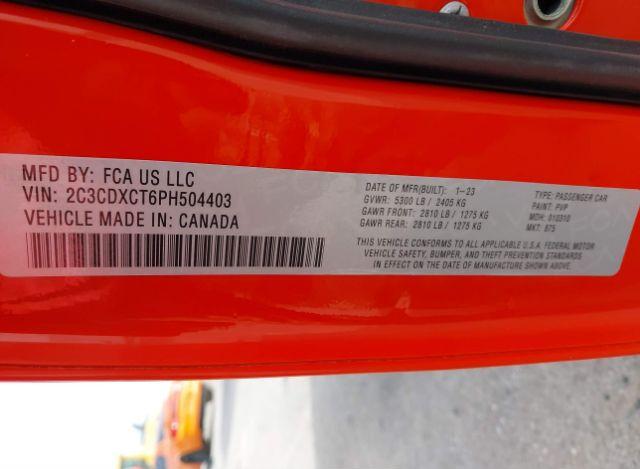 MFD BY: FCA US LLC
VIN: 2C3CDXCT6PH504403
VEHICLE MADE IN: CANADA
DATE OF MFR(BUILT): 1-23
GVWR: 5300 LB / 2405 KG
GAWR FRONT: 2810 LB / 1275 KG
GAWR REAR: 2810 LB / 1275 KG
TYPE: PASSENGER CAR
PAINT: PVP
MDH: 010310
MKT: 875
THIS VEHICLE CONFORMS TO ALL APPLICABLE U.S.A. FEDERAL MOTOR
VEHICLE SAFETY, BUMPER, AND THEFT PREVENTION STANDARDS
IN EFFECT ON THE DATE OF MANUFACTURE SHOWN ABOVE.